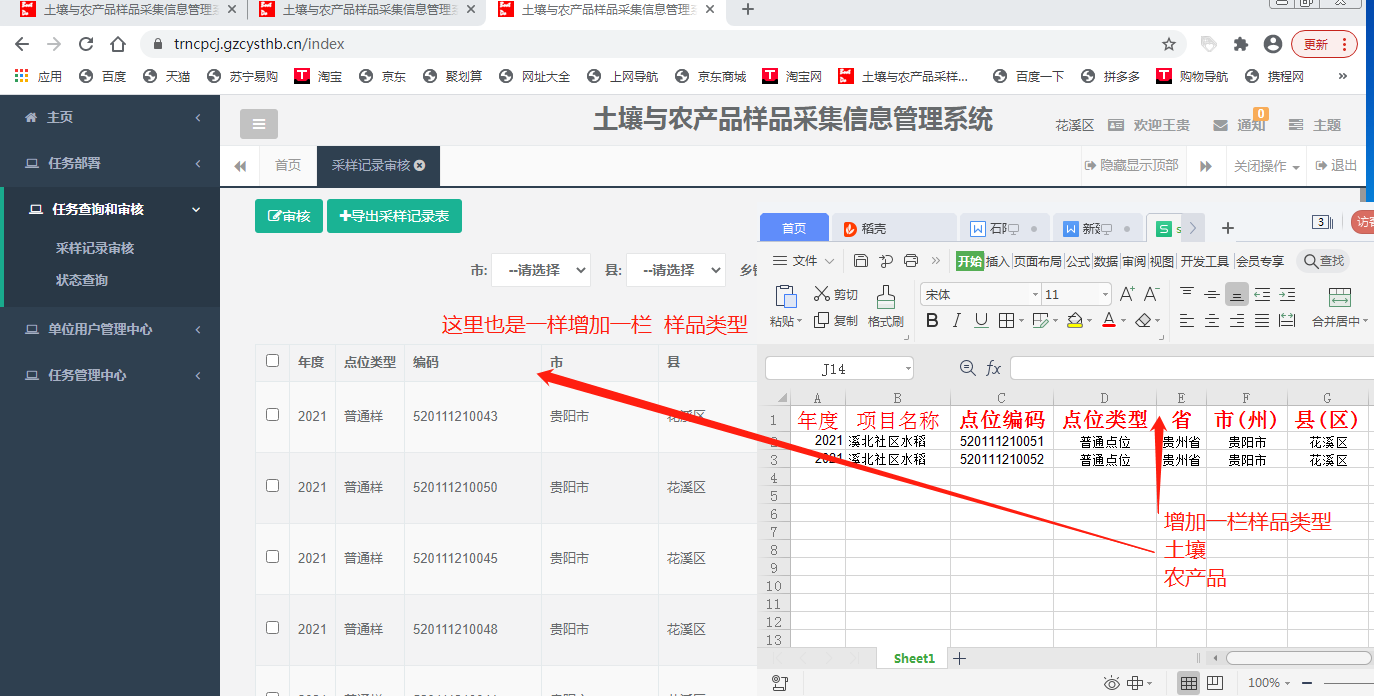 土壤与农产品样品采集信息管理系
土壤与农产品样品采集信息管理系
土壤与农产品样品采集信息管理系
trncpcj.gzcysthb.cn/index
更新
应用 百度 天猫 苏宁易购 淘宝 京东 聚划算 网址大全 上网导航 京东商城 淘宝网 土壤与农产品采样... 百度一下 拼多多 购物导航 携程网 »
主页
任务部署
任务查询和审核
采样记录审核
状态查询
单位用户管理中心
任务管理中心
土壤与农产品样品采集信息管理系统
花溪区 欢迎王贵 通知 0 主题
首页 采样记录审核 隐藏显示顶部 关闭操作 退出
审核 导出采样记录表
市: --请选择 县: --请选择
这里也是一样增加一栏 样品类型
年度 点位类型 编码 市 县
2021 普通样 520111210043 贵阳市 花溪区
2021 普通样 520111210050 贵阳市 花溪区
2021 普通样 520111210045 贵阳市 花溪区
2021 普通样 520111210048 贵阳市 花溪区
首页 稻壳 石阡 S s 3 访客
文件 开始 插入 页面布局 公式 数据 审阅 视图 开发工具 会员专享 查找
粘贴 剪切 复制 格式刷 宋体 11 合并居中
B I U A A A
J14 fx
A B C D E F G
1 年度 项目名称 点位编码 点位类型 省 市(州) 县(区)
2 2021 溪北社区水稻 520111210051 普通点位 贵州省 贵阳市 花溪区
3 2021 溪北社区水稻 520111210052 普通点位 贵州省 贵阳市 花溪区
4
5
6
7
8
9
10
11
12
13
增加一栏样品类型
土壤
农产品
Sheet1
100%